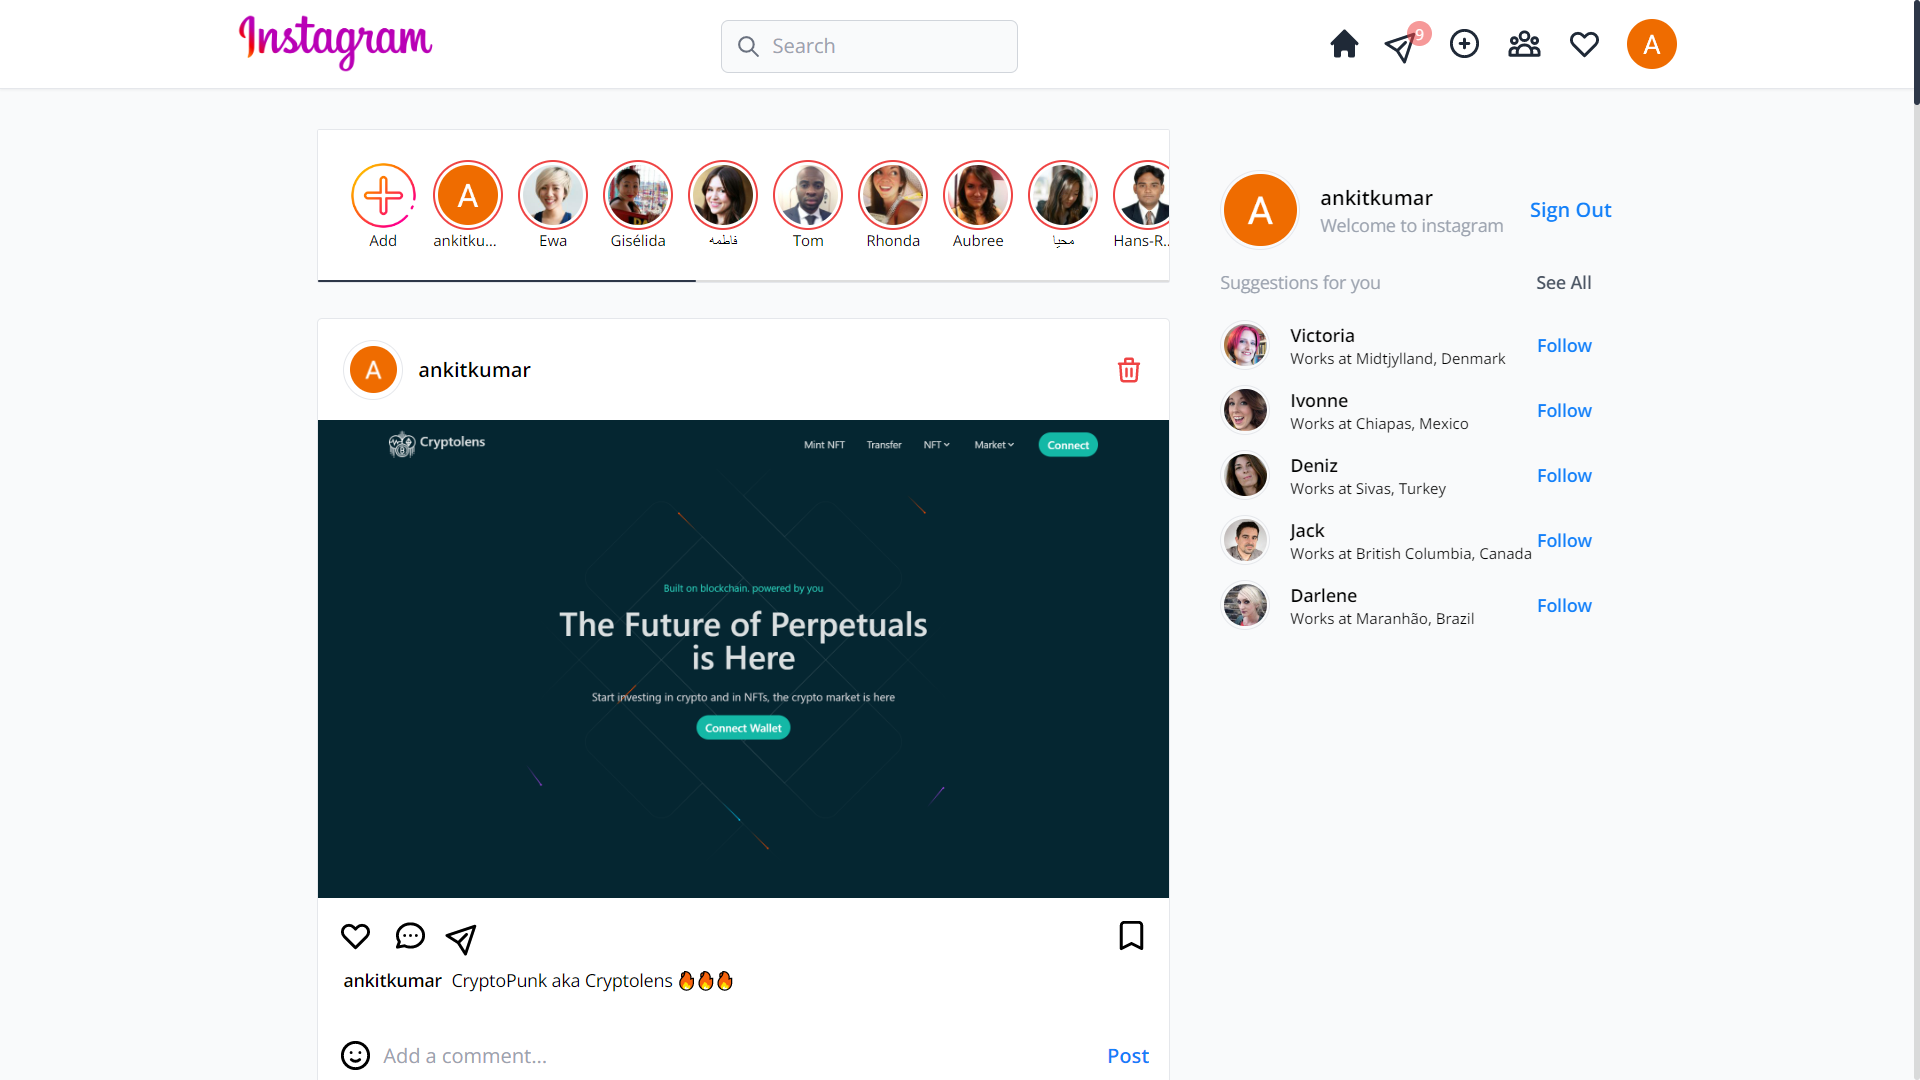 Instagram
Search
9
A
Add
A
ankitku...
Ewa
Gisélida
فاطمه
Tom
Rhonda
Aubree
محیا
Hans-R..
A
ankitkumar
Welcome to instagram
Sign Out
Suggestions for you
See All
Victoria
Works at Midtjylland, Denmark
Follow
Ivonne
Works at Chiapas, Mexico
Follow
Deniz
Works at Sivas, Turkey
Follow
Jack
Works at British Columbia, Canada
Follow
Darlene
Works at Maranhão, Brazil
Follow
A
ankitkumar
Cryptolens
Mint NFT
Transfer
NFT
Market
Connect
Built on blockchain. powered by you
The Future of Perpetuals
is Here
Start investing in crypto and in NFTs, the crypto market is here
Connect Wallet
ankitkumar CryptoPunk aka Cryptolens 🔥🔥🔥
Add a comment...
Post